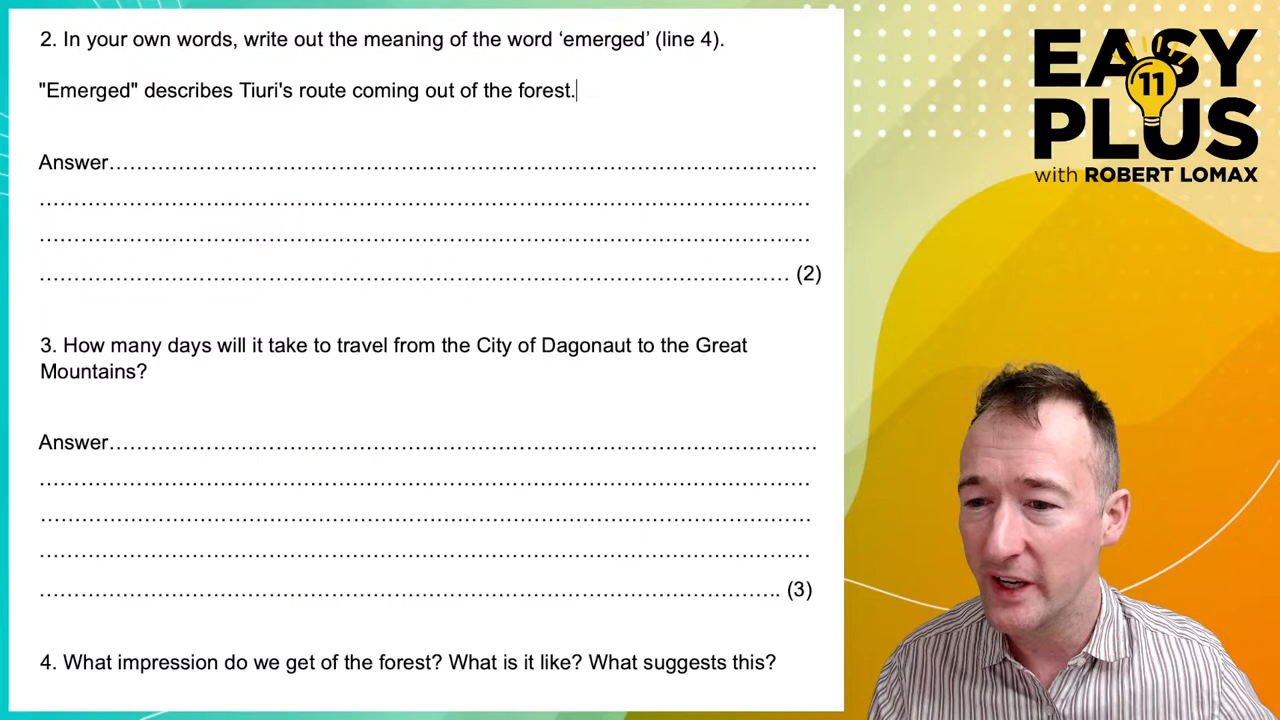 2. In your own words, write out the meaning of the word ‘emerged’ (line 4).
"Emerged" describes Tiuri's route coming out of the forest.
Answer……………………………………………………………………………………
……………………………………………………………………………………………
……………………………………………………………………………………………
………………………………………………………………………………………… (2)
3. How many days will it take to travel from the City of Dagonaut to the Great
Mountains?
Answer……………………………………………………………………………………
……………………………………………………………………………………………
……………………………………………………………………………………………
……………………………………………………………………………………………
……………………………………………………………………………………….. (3)
4. What impression do we get of the forest? What is it like? What suggests this?
EASY
11
PLUS
with ROBERT LOMAX